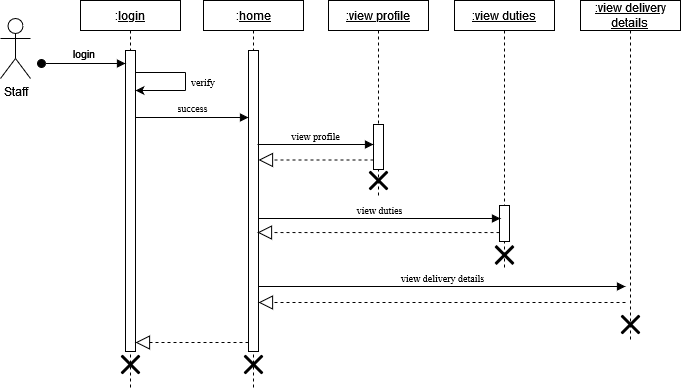 :login
:home
:view profile
:view duties
:view delivery
details
Staff
login
verify
success
view profile
view duties
view delivery details